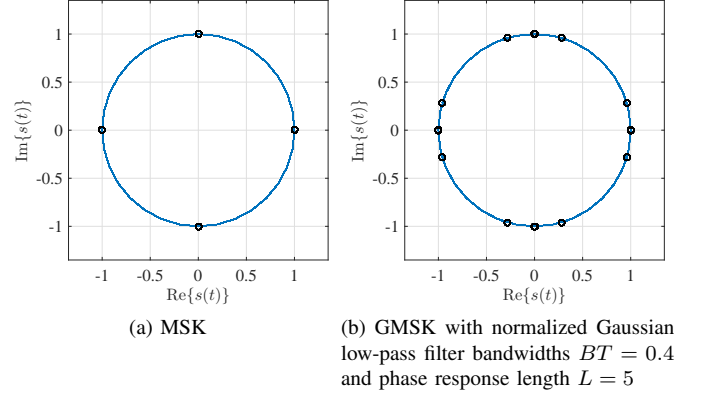 1
0.5
0
-0.5
-1
-1
-0.5
0
0.5
1
Im{s(t)}
Re{s(t)}
(a) MSK
1
0.5
0
-0.5
-1
-1
-0.5
0
0.5
1
Im{s(t)}
Re{s(t)}
(b) GMSK with normalized Gaussian
low-pass filter bandwidths BT = 0.4
and phase response length L = 5